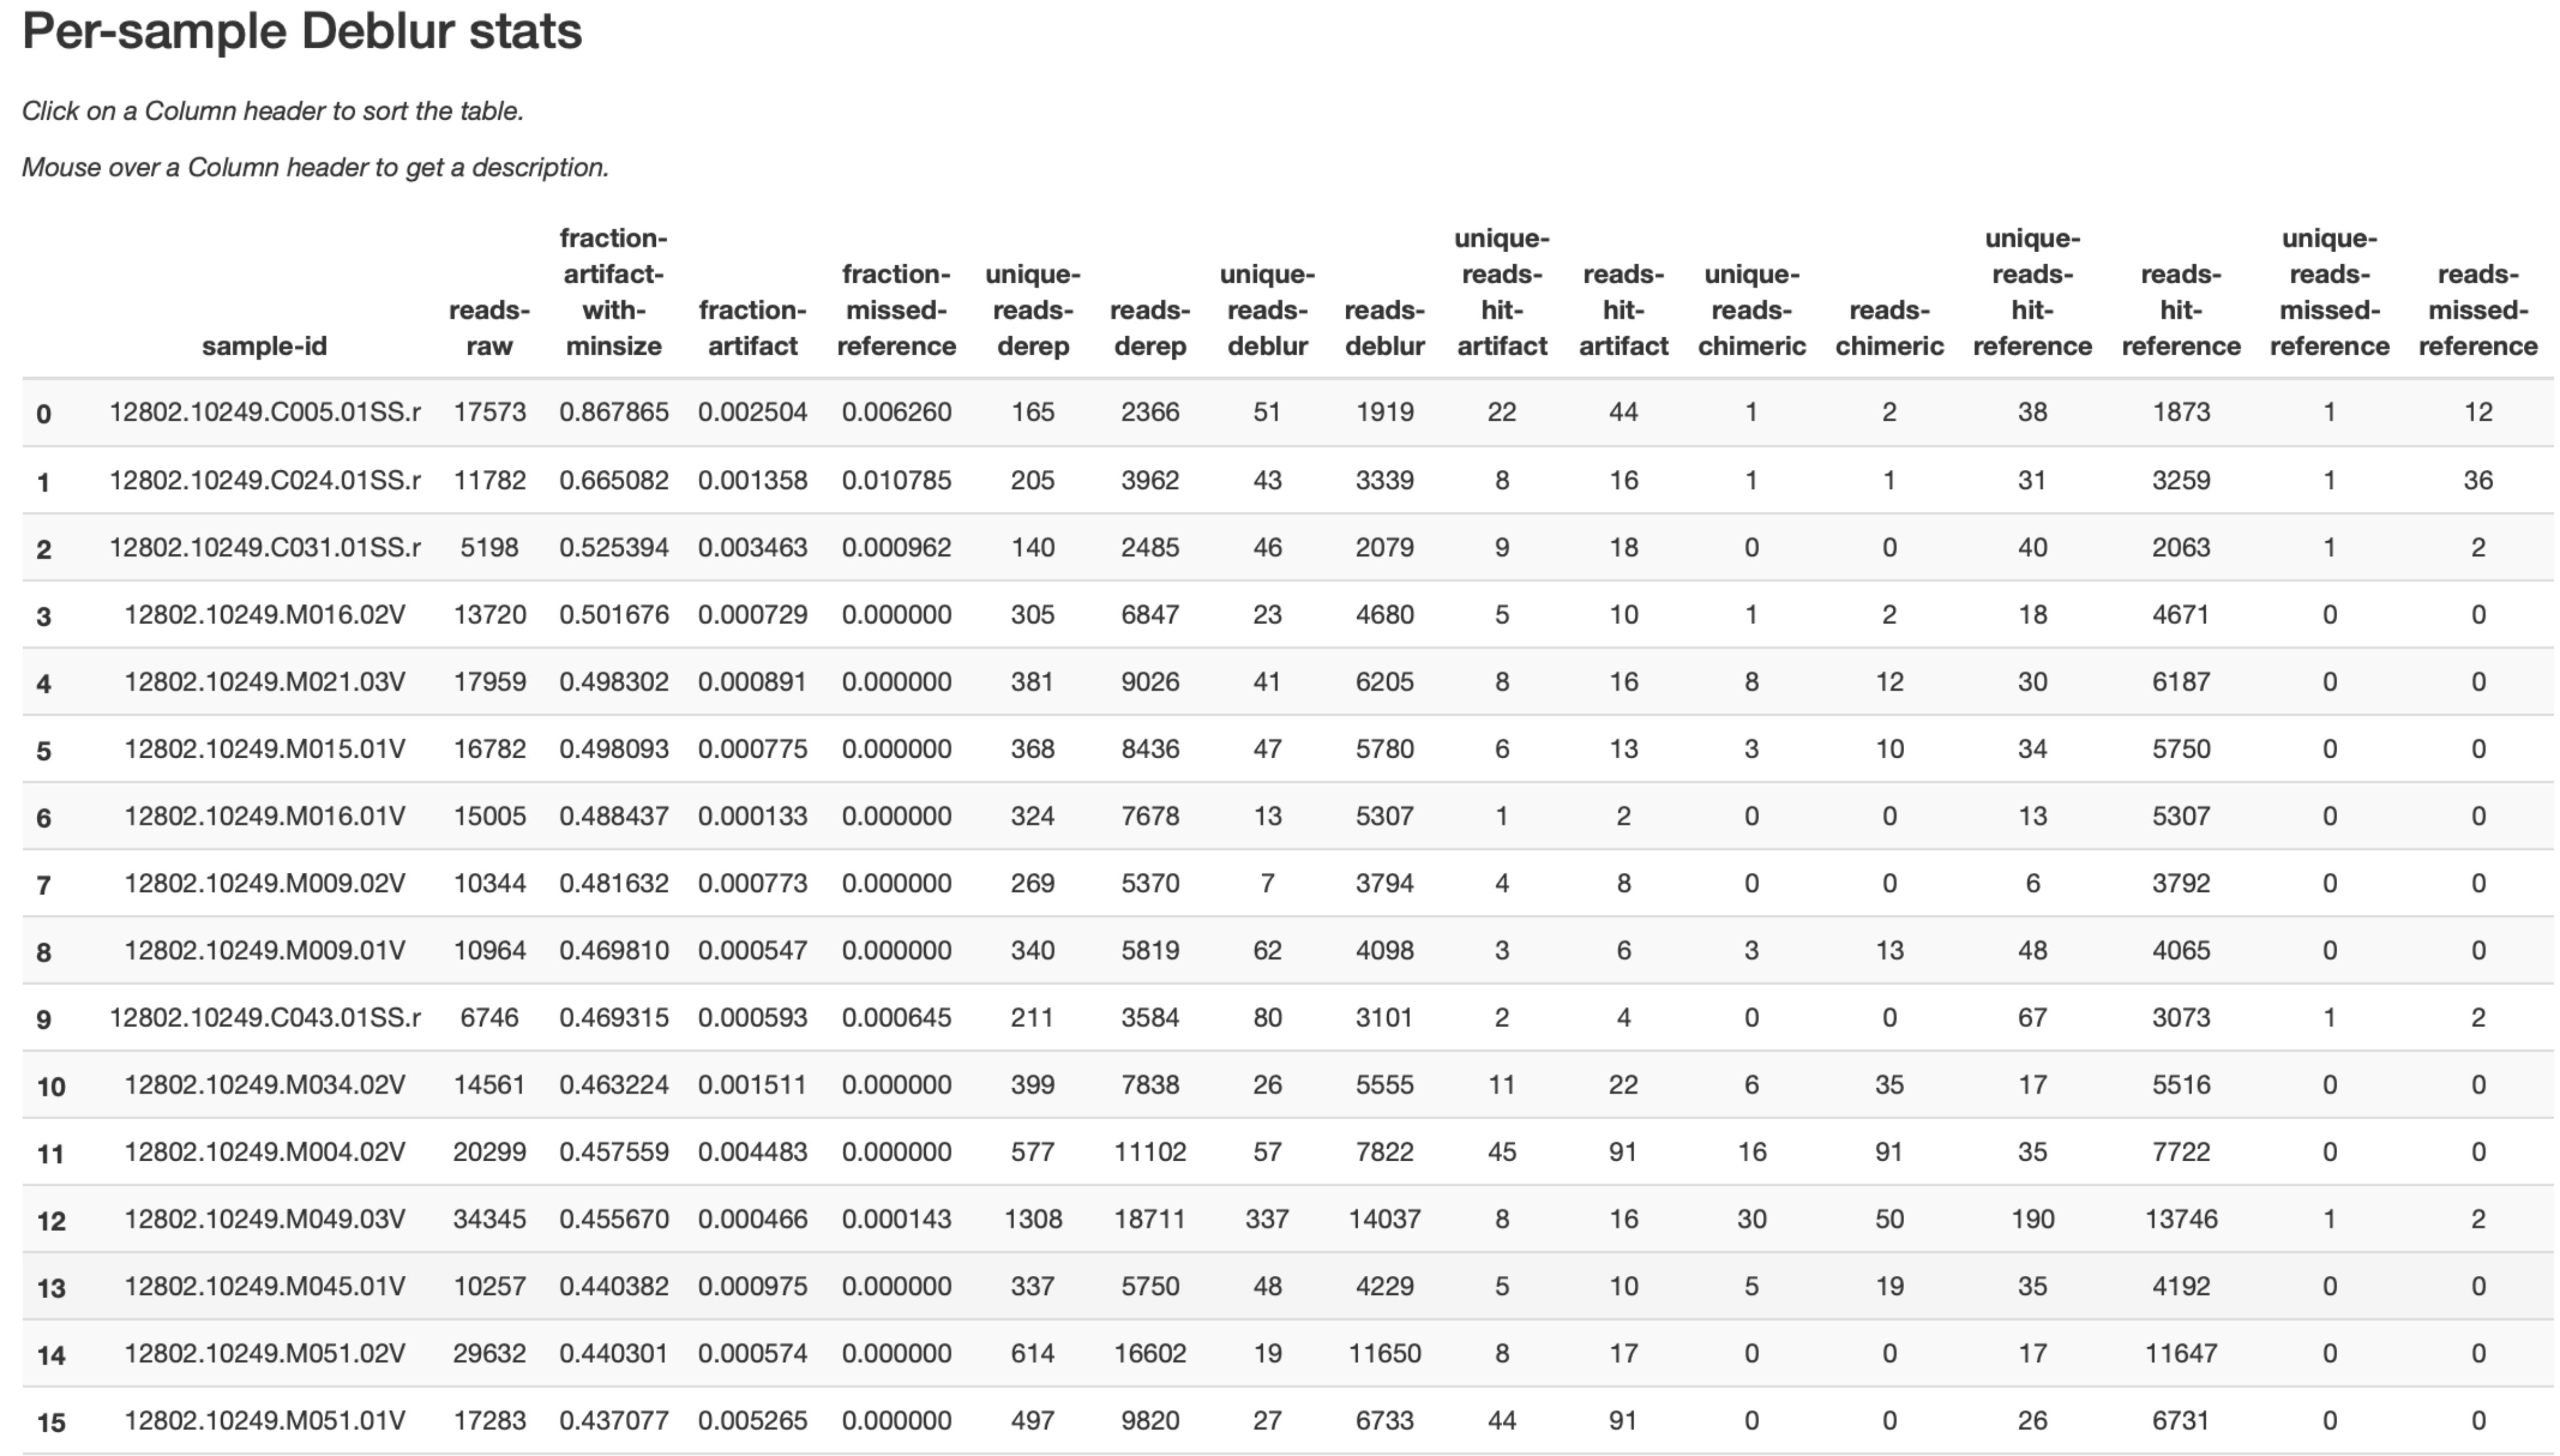 Per-sample Deblur stats
Click on a Column header to sort the table.
Mouse over a Column header to get a description.
sample-id reads-raw fraction-artifact-with-minsize fraction-artifact fraction-missed-reference unique-reads-derep reads-derep unique-reads-deblur reads-deblur unique-reads-hit-artifact reads-hit-artifact unique-reads-chimeric reads-chimeric unique-reads-hit-reference reads-hit-reference unique-reads-missed-reference reads-missed-reference
0 12802.10249.C005.01SS.r 17573 0.867865 0.002504 0.006260 165 2366 51 1919 22 44 1 2 38 1873 1 12
1 12802.10249.C024.01SS.r 11782 0.665082 0.001358 0.010785 205 3962 43 3339 8 16 1 1 31 3259 1 36
2 12802.10249.C031.01SS.r 5198 0.525394 0.003463 0.000962 140 2485 46 2079 9 18 0 0 40 2063 1 2
3 12802.10249.M016.02V 13720 0.501676 0.000729 0.000000 305 6847 23 4680 5 10 1 2 18 4671 0 0
4 12802.10249.M021.03V 17959 0.498302 0.000891 0.000000 381 9026 41 6205 8 16 8 12 30 6187 0 0
5 12802.10249.M015.01V 16782 0.498093 0.000775 0.000000 368 8436 47 5780 6 13 3 10 34 5750 0 0
6 12802.10249.M016.01V 15005 0.488437 0.000133 0.000000 324 7678 13 5307 1 2 0 0 13 5307 0 0
7 12802.10249.M009.02V 10344 0.481632 0.000773 0.000000 269 5370 7 3794 4 8 0 0 6 3792 0 0
8 12802.10249.M009.01V 10964 0.469810 0.000547 0.000000 340 5819 62 4098 3 6 3 13 48 4065 0 0
9 12802.10249.C043.01SS.r 6746 0.469315 0.000593 0.000645 211 3584 80 3101 2 4 0 0 67 3073 1 2
10 12802.10249.M034.02V 14561 0.463224 0.001511 0.000000 399 7838 26 5555 11 22 6 35 17 5516 0 0
11 12802.10249.M004.02V 20299 0.457559 0.004483 0.000000 577 11102 57 7822 45 91 16 91 35 7722 0 0
12 12802.10249.M049.03V 34345 0.455670 0.000466 0.000143 1308 18711 337 14037 8 16 30 50 190 13746 1 2
13 12802.10249.M045.01V 10257 0.440382 0.000975 0.000000 337 5750 48 4229 5 10 5 19 35 4192 0 0
14 12802.10249.M051.02V 29632 0.440301 0.000574 0.000000 614 16602 19 11650 8 17 0 0 17 11647 0 0
15 12802.10249.M051.01V 17283 0.437077 0.005265 0.000000 497 9820 27 6733 44 91 0 0 26 6731 0 0